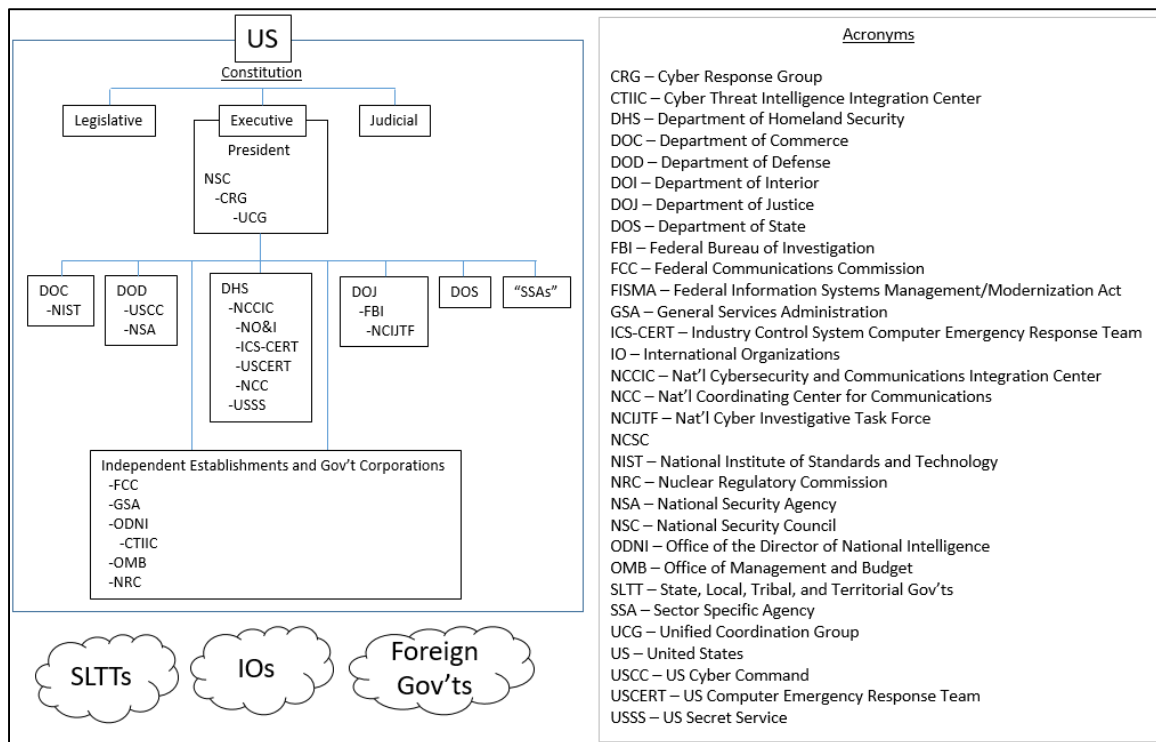 US
Constitution
Legislative
Executive
Judicial
President
NSC
-CRG
-UCG
DOC
-NIST
DOD
-USCC
-NSA
DHS
-NCCIC
-NO&I
-ICS-CERT
-USCERT
-NCC
-USSS
DOJ
-FBI
-NCIJTF
DOS
“SSAs”
Independent Establishments and Gov’t Corporations
-FCC
-GSA
-ODNI
-CTIIC
-OMB
-NRC
SLTTs
IOs
Foreign
Gov’ts
Acronyms
CRG – Cyber Response Group
CTIIC – Cyber Threat Intelligence Integration Center
DHS – Department of Homeland Security
DOC – Department of Commerce
DOD – Department of Defense
DOI – Department of Interior
DOJ – Department of Justice
DOS – Department of State
FBI – Federal Bureau of Investigation
FCC – Federal Communications Commission
FISMA – Federal Information Systems Management/Modernization Act
GSA – General Services Administration
ICS-CERT – Industry Control System Computer Emergency Response Team
IO – International Organizations
NCCIC – Nat’l Cybersecurity and Communications Integration Center
NCC – Nat’l Coordinating Center for Communications
NCIJTF – Nat’l Cyber Investigative Task Force
NCSC
NIST – National Institute of Standards and Technology
NRC – Nuclear Regulatory Commission
NSA – National Security Agency
NSC – National Security Council
ODNI – Office of the Director of National Intelligence
OMB – Office of Management and Budget
SLTT – State, Local, Tribal, and Territorial Gov’ts
SSA – Sector Specific Agency
UCG – Unified Coordination Group
US – United States
USCC – US Cyber Command
USCERT – US Computer Emergency Response Team
USSS – US Secret Service